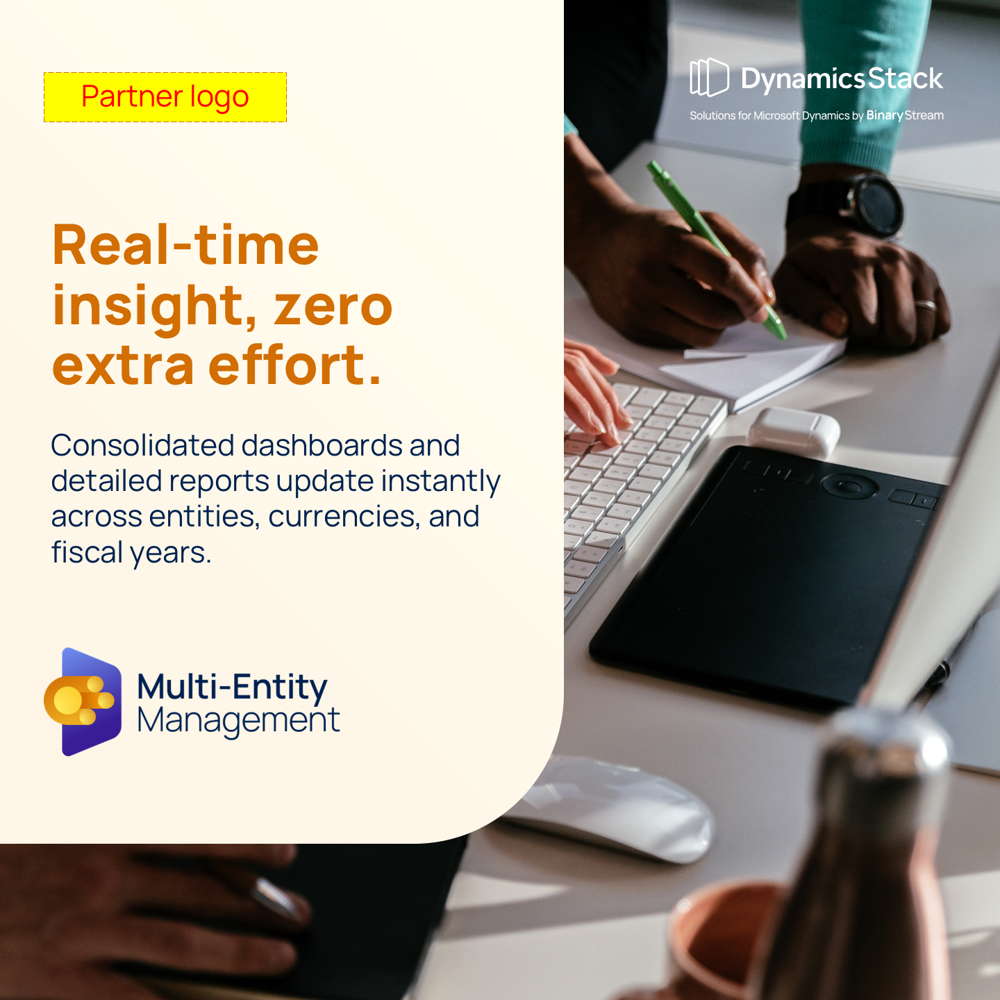 Partner logo
DynamicsStack
Solutions for Microsoft Dynamics by BinaryStream
Real-time
insight, zero
extra effort.
Consolidated dashboards and
detailed reports update instantly
across entities, currencies, and
fiscal years.
Multi-Entity
Management